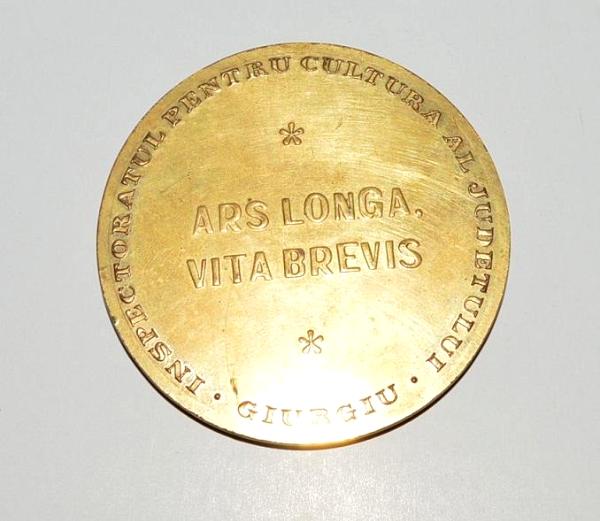 INSPECTORATUL PENTRU CULTURA AL JUDETULUI
· GIURGIU ·
*
ARS LONGA,
VITA BREVIS
*